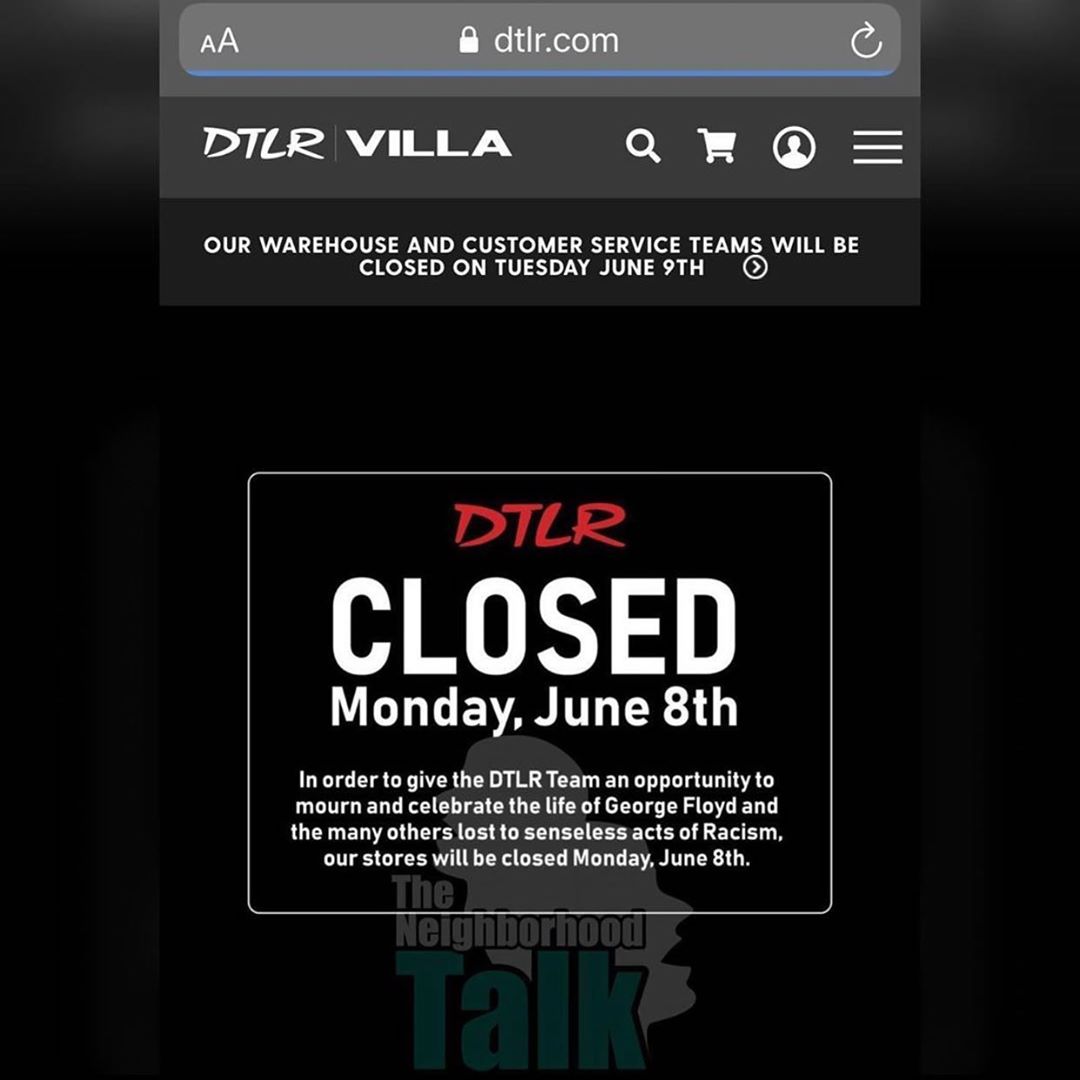 AA dtlr.com
DTLR VILLA
OUR WAREHOUSE AND CUSTOMER SERVICE TEAMS WILL BE
CLOSED ON TUESDAY JUNE 9TH
DTLR
CLOSED
Monday, June 8th
In order to give the DTLR Team an opportunity to
mourn and celebrate the life of George Floyd and
the many others lost to senseless acts of Racism,
our stores will be closed Monday, June 8th.
The
Neighborhood
Talk